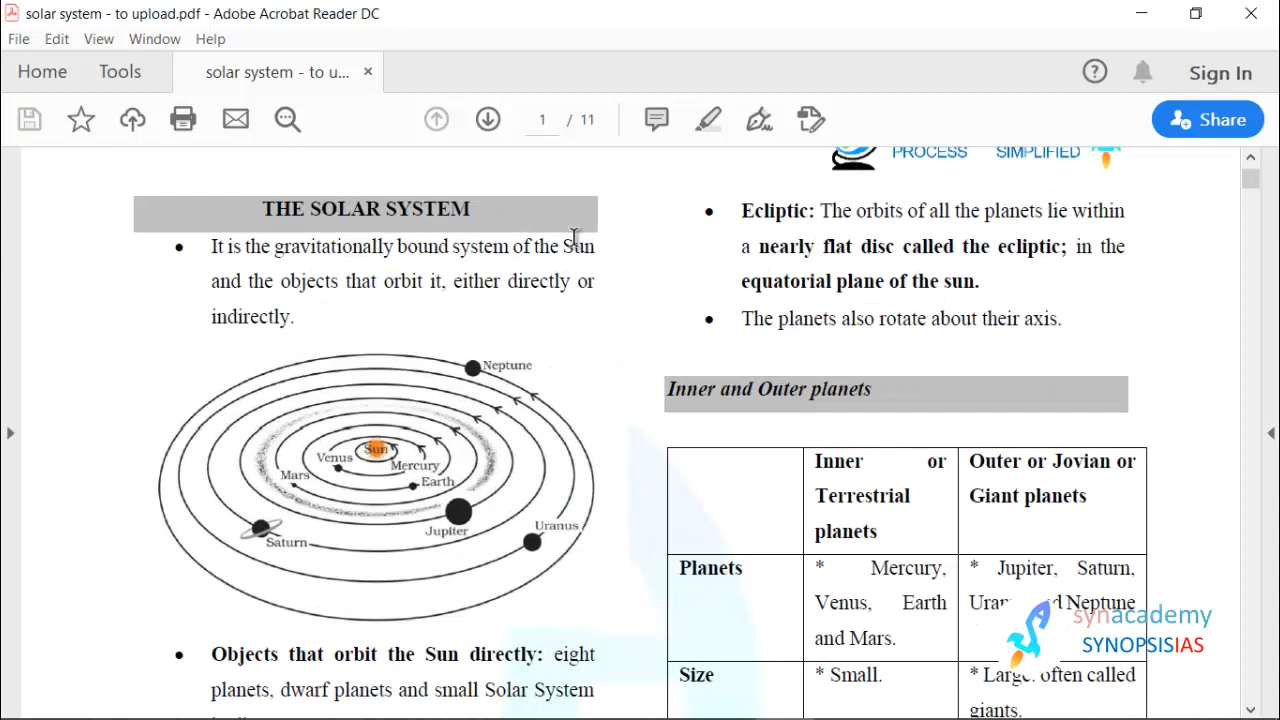 solar system - to upload.pdf - Adobe Acrobat Reader DC
File Edit View Window Help
Home Tools solar system - to u... ×
Sign In
1 / 11
Share
PROCESS SIMPLIFIED
THE SOLAR SYSTEM
• It is the gravitationally bound system of the Sun
and the objects that orbit it, either directly or
indirectly.
Neptune
Sun
Venus
Mercury
Mars
Earth
Jupiter
Uranus
Saturn
• Objects that orbit the Sun directly: eight
planets, dwarf planets and small Solar System
• Ecliptic: The orbits of all the planets lie within
a nearly flat disc called the ecliptic; in the
equatorial plane of the sun.
• The planets also rotate about their axis.
Inner and Outer planets
Inner or
Terrestrial
planets
Outer or Jovian or
Giant planets
Planets
* Mercury,
Venus, Earth
and Mars.
* Jupiter, Saturn,
Neptune
Size
* Small.
* Large. often called
giants.
synacademy
SYNOPSISIAS